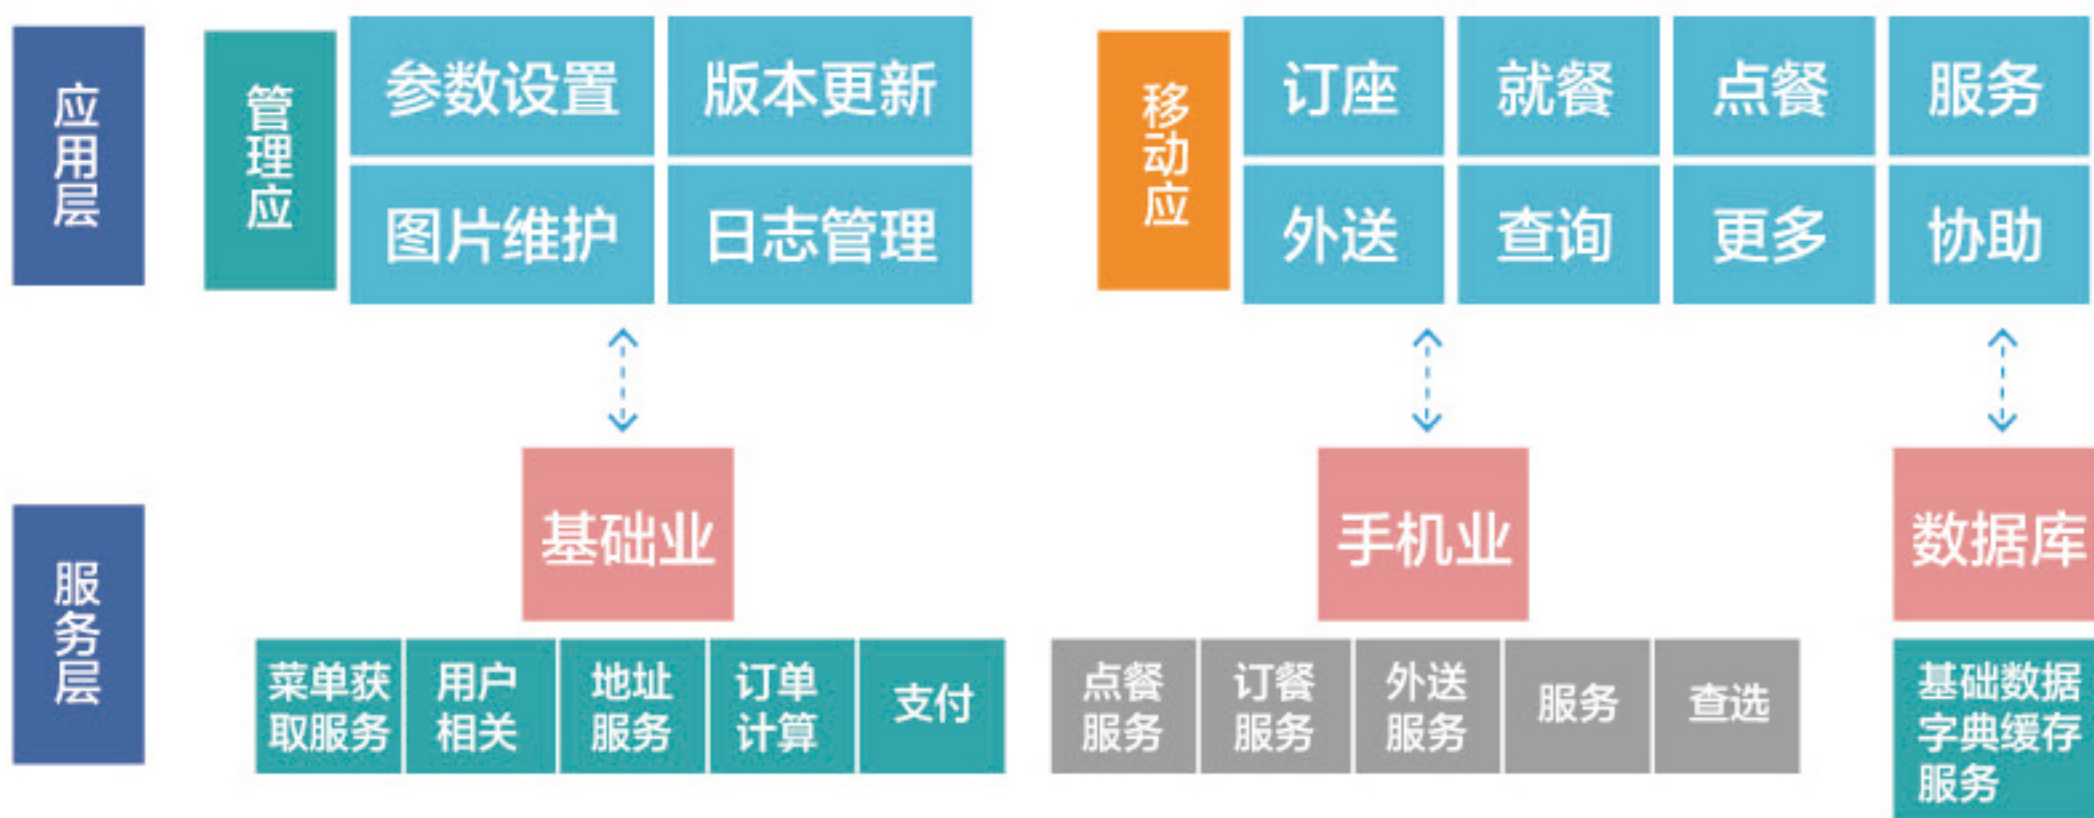 应用层
管理应
参数设置
版本更新
图片维护
日志管理
移动应
订座
就餐
点餐
服务
外送
查询
更多
协助
服务层
基础业
手机业
数据库
菜单获
取服务
用户
相关
地址
服务
订单
计算
支付
点餐
服务
订餐
服务
外送
服务
服务
查选
基础数据
字典缓存
服务